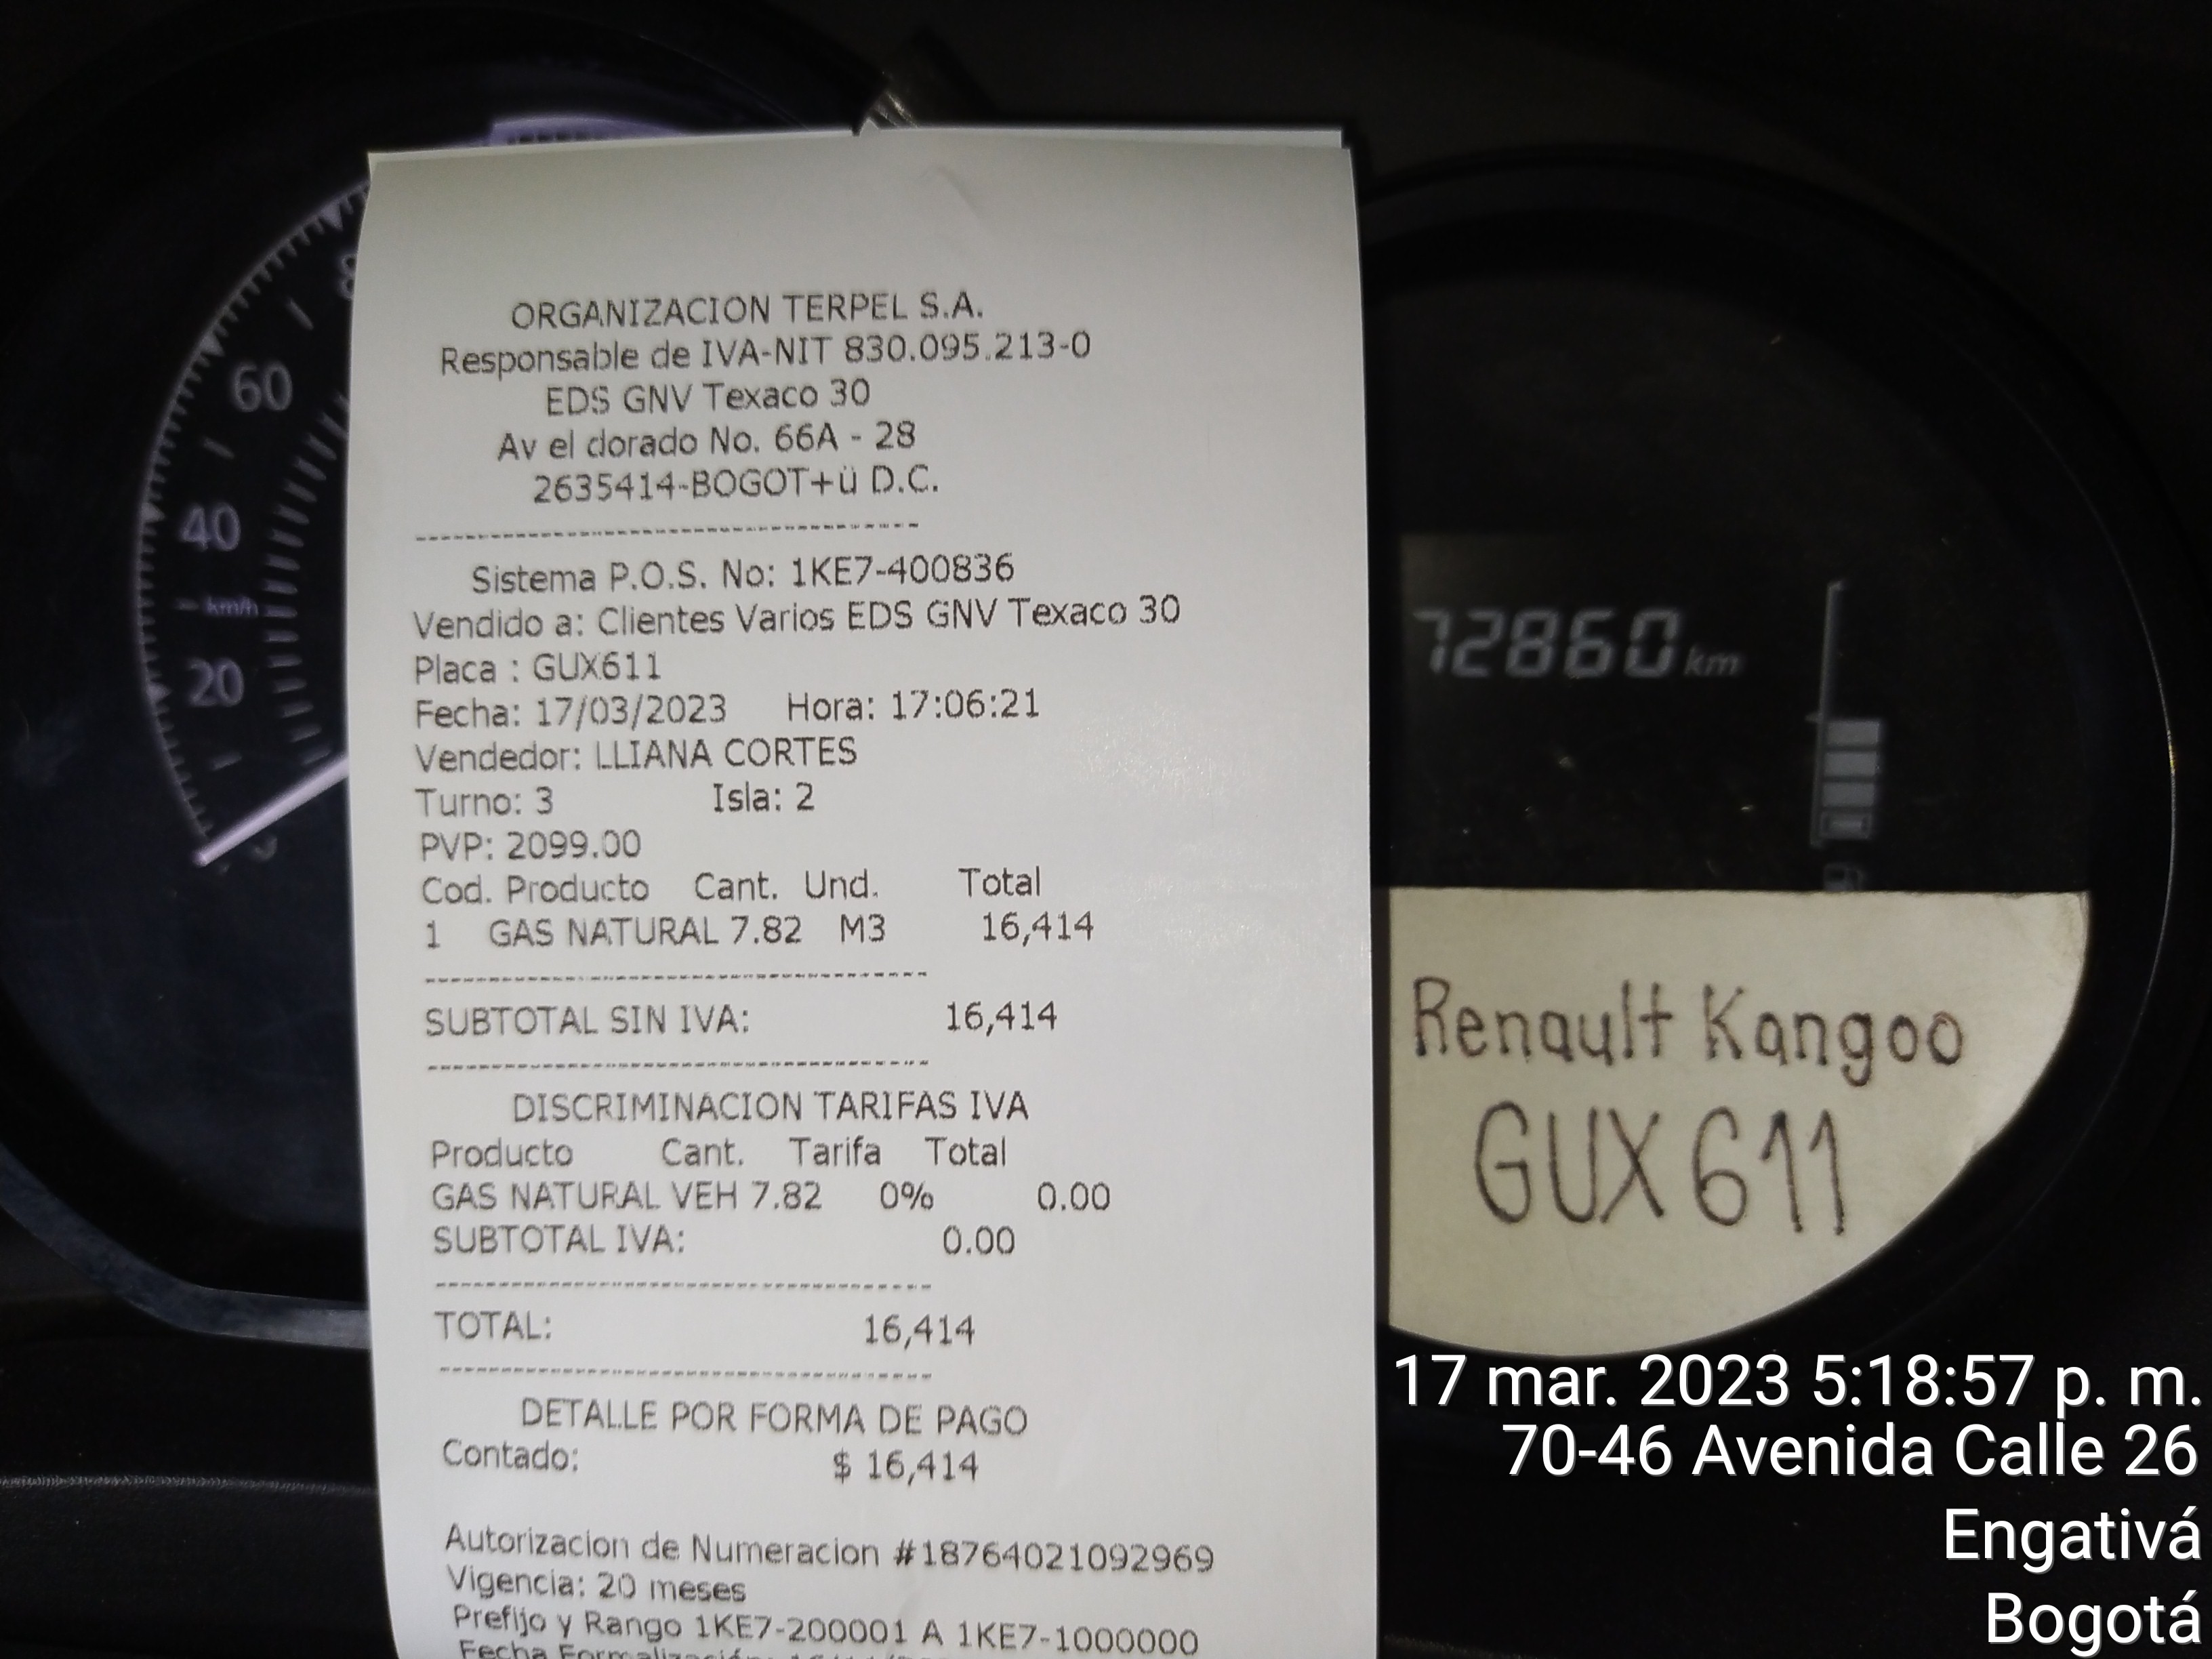 ORGANIZACION TERPEL S.A.
Responsable de IVA-NIT 830.095.213-0
EDS GNV Texaco 30
Av el dorado No. 66A - 28
2635414-BOGOT+ü D.C.
Sistema P.O.S. No: 1KE7-400836
Vendido a: Clientes Varios EDS GNV Texaco 30
Placa : GUX611
Fecha: 17/03/2023 Hora: 17:06:21
Vendedor: LLIANA CORTES
Turno: 3 Isla: 2
PVP: 2099.00
Cod. Producto Cant. Und. Total
1 GAS NATURAL 7.82 M3 16,414
SUBTOTAL SIN IVA: 16,414
DISCRIMINACION TARIFAS IVA
Producto Cant. Tarifa Total
GAS NATURAL VEH 7.82 0% 0.00
SUBTOTAL IVA: 0.00
TOTAL: 16,414
DETALLE POR FORMA DE PAGO
Contado: $ 16,414
Autorizacion de Numeracion #18764021092969
Vigencia: 20 meses
Prefijo y Rango 1KE7-200001 A 1KE7-1000000
60
40
km/h
20
72860 km
Renault Kangoo
GUX611
17 mar. 2023 5:18:57 p. m.
70-46 Avenida Calle 26
Engativá
Bogotá